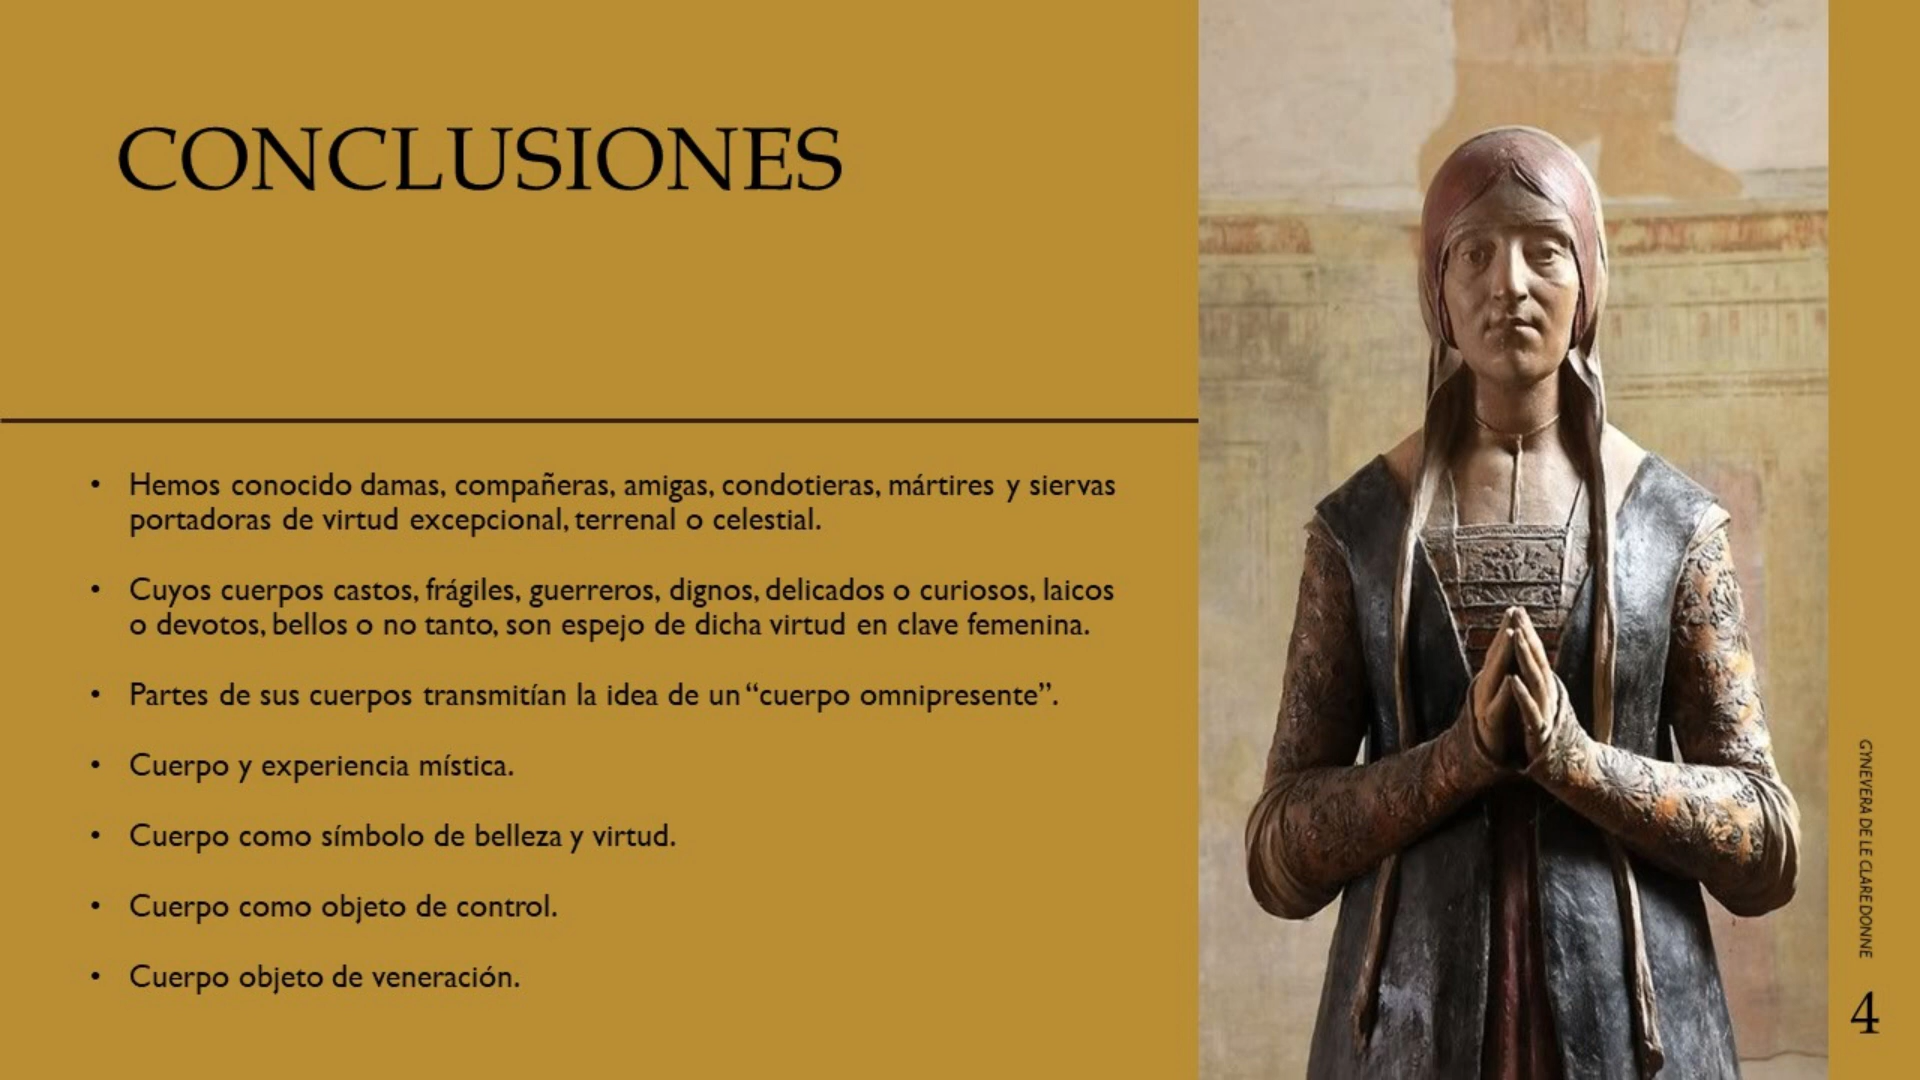 CONCLUSIONES
• Hemos conocido damas, compañeras, amigas, condotieras, mártires y siervas
portadoras de virtud excepcional, terrenal o celestial.
• Cuyos cuerpos castos, frágiles, guerreros, dignos, delicados o curiosos, laicos
o devotos, bellos o no tanto, son espejo de dicha virtud en clave femenina.
• Partes de sus cuerpos transmitían la idea de un “cuerpo omnipresente”.
• Cuerpo y experiencia mística.
• Cuerpo como símbolo de belleza y virtud.
• Cuerpo como objeto de control.
• Cuerpo objeto de veneración.
GYNEVERA DE LE CLARE DONNE
4